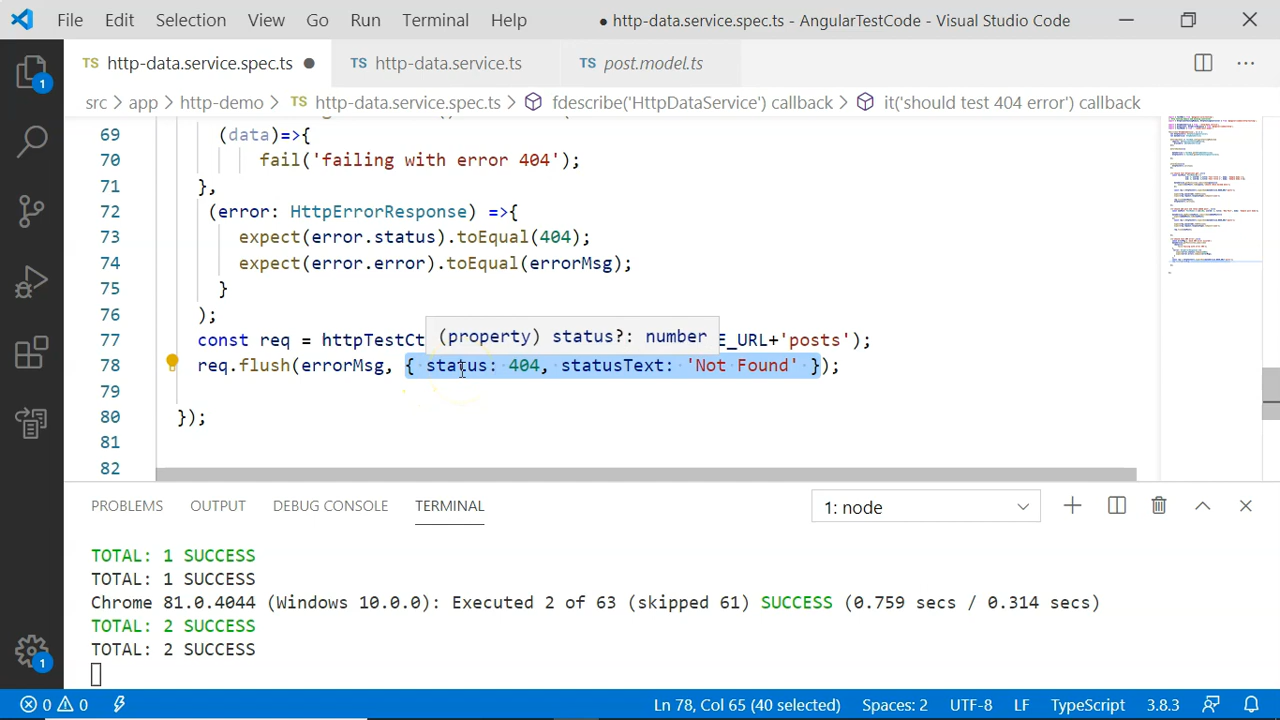 File Edit Selection View Go Run Terminal Help ● http-data.service.spec.ts - AngularTestCode - Visual Studio Code
TS http-data.service.spec.ts ● TS http-data.service.ts TS post.model.ts
src > app > http-demo > TS http-data.service.spec.ts > fdescribe('HttpDataService') callback > it('should test 404 error') callback
69 (data)=>{
70 fail('failing with error 404');
71 },
72 (error: HttpErrorResponse) =>{
73 expect(error.status).toEqual(404);
74 expect(error.error).toEqual(errorMsg);
75 }
76 );
(property) status?: number
77 const req = httpTestCt E_URL+'posts');
78 req.flush(errorMsg, { status: 404, statusText: 'Not Found' });
79
80 });
81
82
PROBLEMS OUTPUT DEBUG CONSOLE TERMINAL 1: node
TOTAL: 1 SUCCESS
TOTAL: 1 SUCCESS
Chrome 81.0.4044 (Windows 10.0.0): Executed 2 of 63 (skipped 61) SUCCESS (0.759 secs / 0.314 secs)
TOTAL: 2 SUCCESS
TOTAL: 2 SUCCESS
0 0 Ln 78, Col 65 (40 selected) Spaces: 2 UTF-8 LF TypeScript 3.8.3
1
1